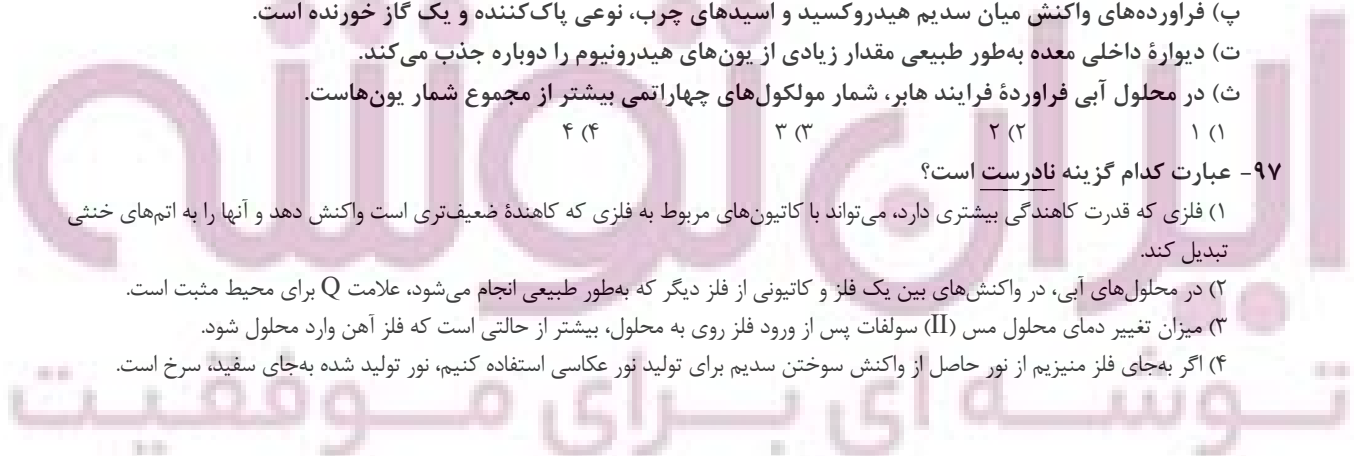 پ) فراورده‌های واکنش میان سدیم هیدروکسید و اسیدهای چرب، نوعی پاک‌کننده و یک گاز خورنده است.
ت) دیوارهٔ داخلی معده به‌طور طبیعی مقدار زیادی از یون‌های هیدرونیوم را دوباره جذب می‌کند.
ث) در محلول آبی فراوردهٔ فرایند هابر، شمار مولکول‌های چهاراتمی بیشتر از مجموع شمار یون‌هاست.
۱) ۱ ۲) ۲ ۳) ۳ ۴) ۴
۹۷- عبارت کدام گزینه نادرست است؟
۱) فلزی که قدرت کاهندگی بیشتری دارد، می‌تواند با کاتیون‌های مربوط به فلزی که کاهندهٔ ضعیف‌تری است واکنش دهد و آنها را به اتم‌های خنثی
تبدیل کند.
۲) در محلول‌های آبی، در واکنش‌های بین یک فلز و کاتیونی از فلز دیگر که به‌طور طبیعی انجام می‌شود، علامت Q برای محیط مثبت است.
۳) میزان تغییر دمای محلول مس (II) سولفات پس از ورود فلز روی به محلول، بیشتر از حالتی است که فلز آهن وارد محلول شود.
۴) اگر به‌جای فلز منیزیم از نور حاصل از واکنش سوختن سدیم برای تولید نور عکاسی استفاده کنیم، نور تولید شده به‌جای سفید، سرخ است.
ایران توشه
توشه ای برای موفقیت